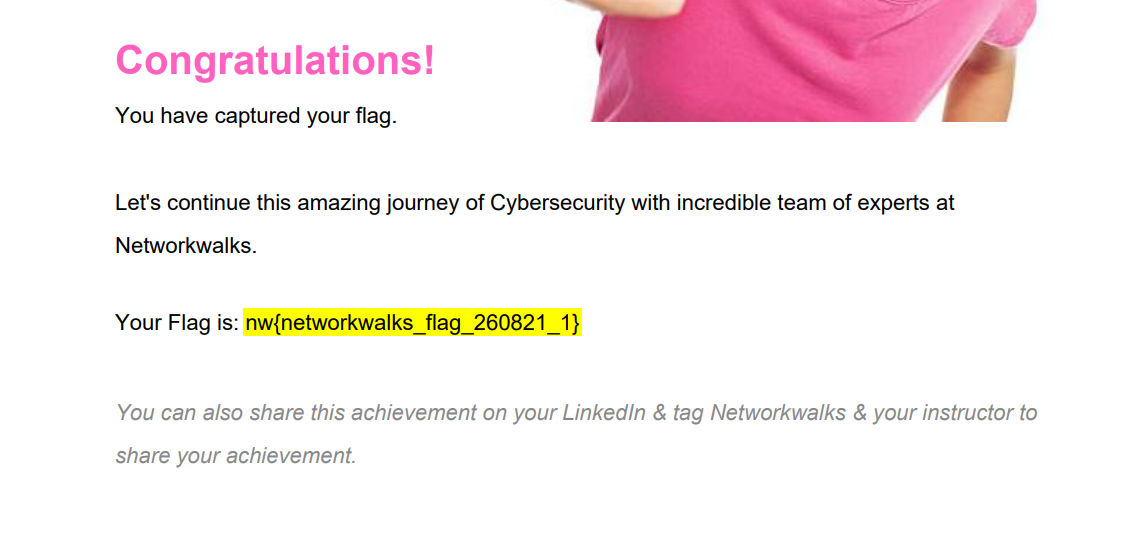 Congratulations!
You have captured your flag.
Let's continue this amazing journey of Cybersecurity with incredible team of experts at
Networkwalks.
Your Flag is: nw{networkwalks_flag_260821_1}
You can also share this achievement on your LinkedIn & tag Networkwalks & your instructor to
share your achievement.